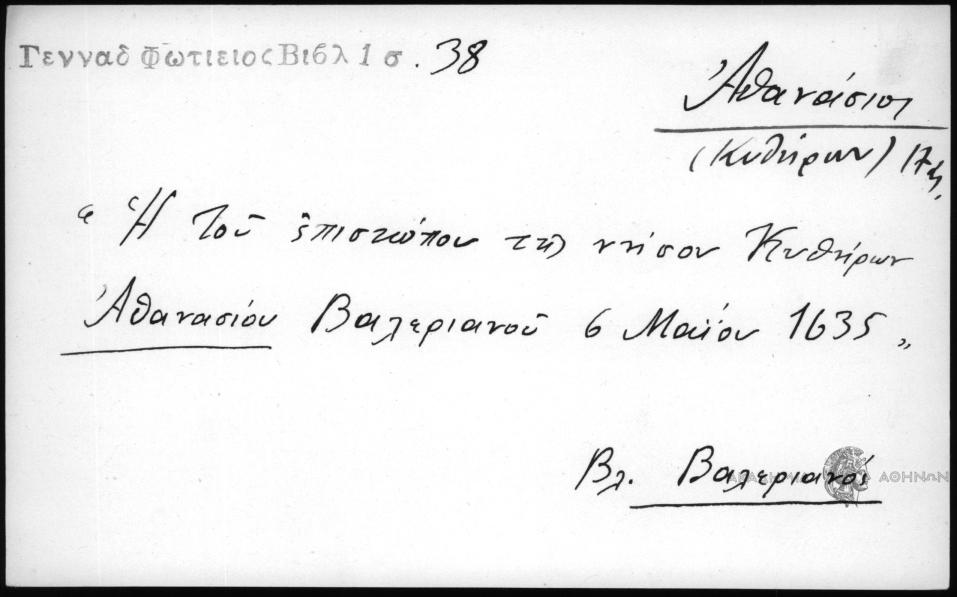 Γενναδ Φωτιειος Βιβλ 1 σ. 38
Ἀθανάσιος
(Κυθήρων) 17ος
"Ἡ τοῦ ἐπισκόπου τῆς νήσου Κυθήρων
Ἀθανασίου Βαλεριανοῦ 6 Μαΐου 1635"
Βλ. Βαλεριανός
ΑΚΑΔΗΜΙΑ ΑΘΗΝΩΝ